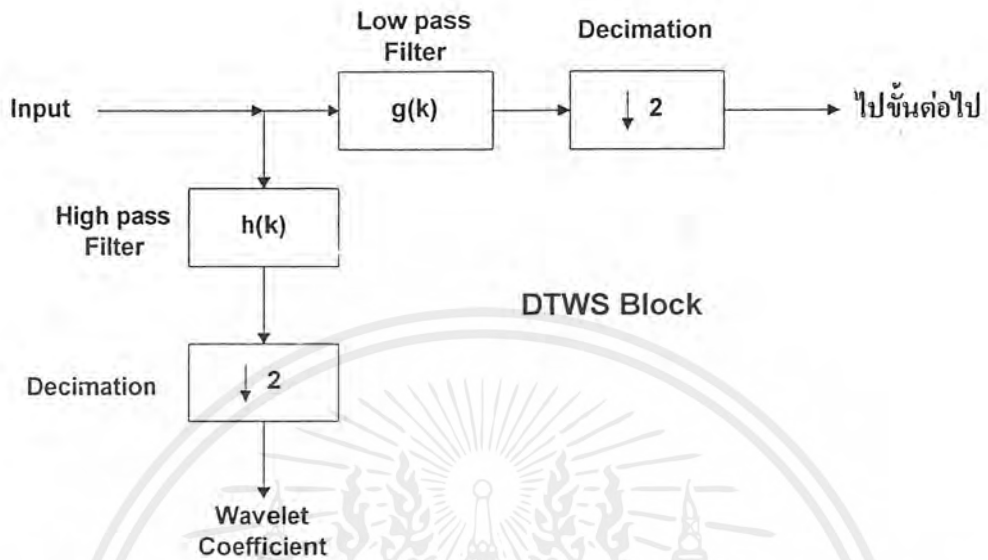 Low pass
Filter
Decimation
Input
g(k)
↓ 2
ไปขั้นต่อไป
High pass
Filter
h(k)
DTWS Block
Decimation
↓ 2
Wavelet
Coefficient